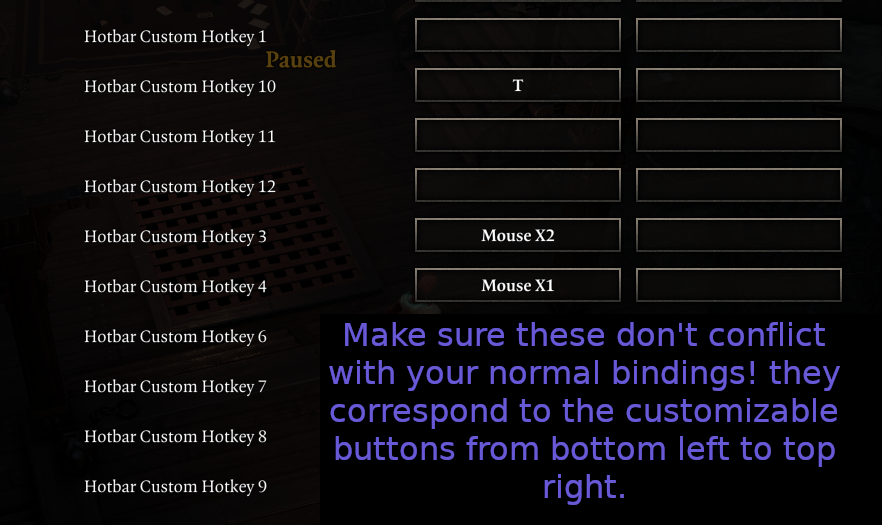 Hotbar Custom Hotkey 1
Paused
Hotbar Custom Hotkey 10 T
Hotbar Custom Hotkey 11
Hotbar Custom Hotkey 12
Hotbar Custom Hotkey 3 Mouse X2
Hotbar Custom Hotkey 4 Mouse X1
Hotbar Custom Hotkey 6
Hotbar Custom Hotkey 7
Hotbar Custom Hotkey 8
Hotbar Custom Hotkey 9
Make sure these don't conflict
with your normal bindings! they
correspond to the customizable
buttons from bottom left to top
right.